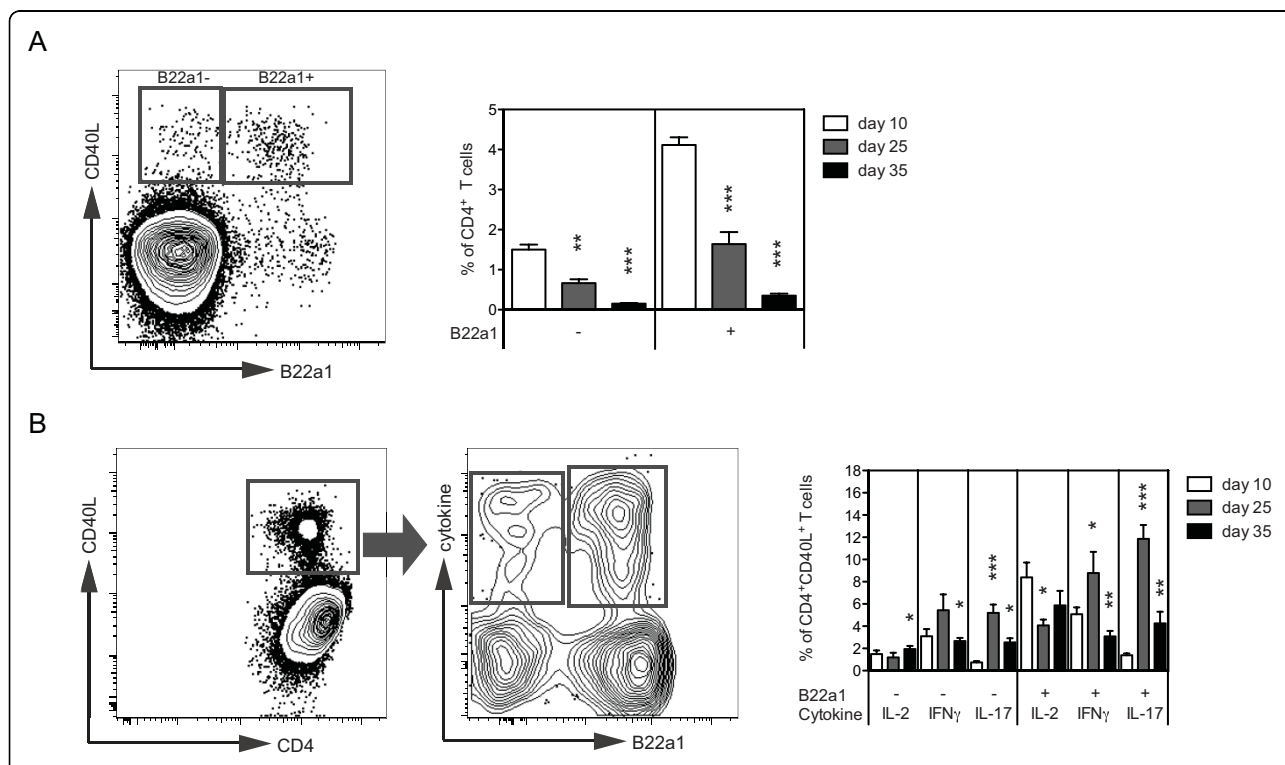 A
B22a1-
B22a1+
CD40L
B22a1
% of CD4+ T cells
5
4
3
2
1
0
**
***
***
***
B22a1
-
+
day 10
day 25
day 35
B
CD40L
CD4
cytokine
B22a1
% of CD4+CD40L+ T cells
18
16
14
12
10
8
6
4
2
0
*
*
***
*
*
*
**
***
**
B22a1 - - - + + +
Cytokine IL-2 IFNγ IL-17 IL-2 IFNγ IL-17
day 10
day 25
day 35